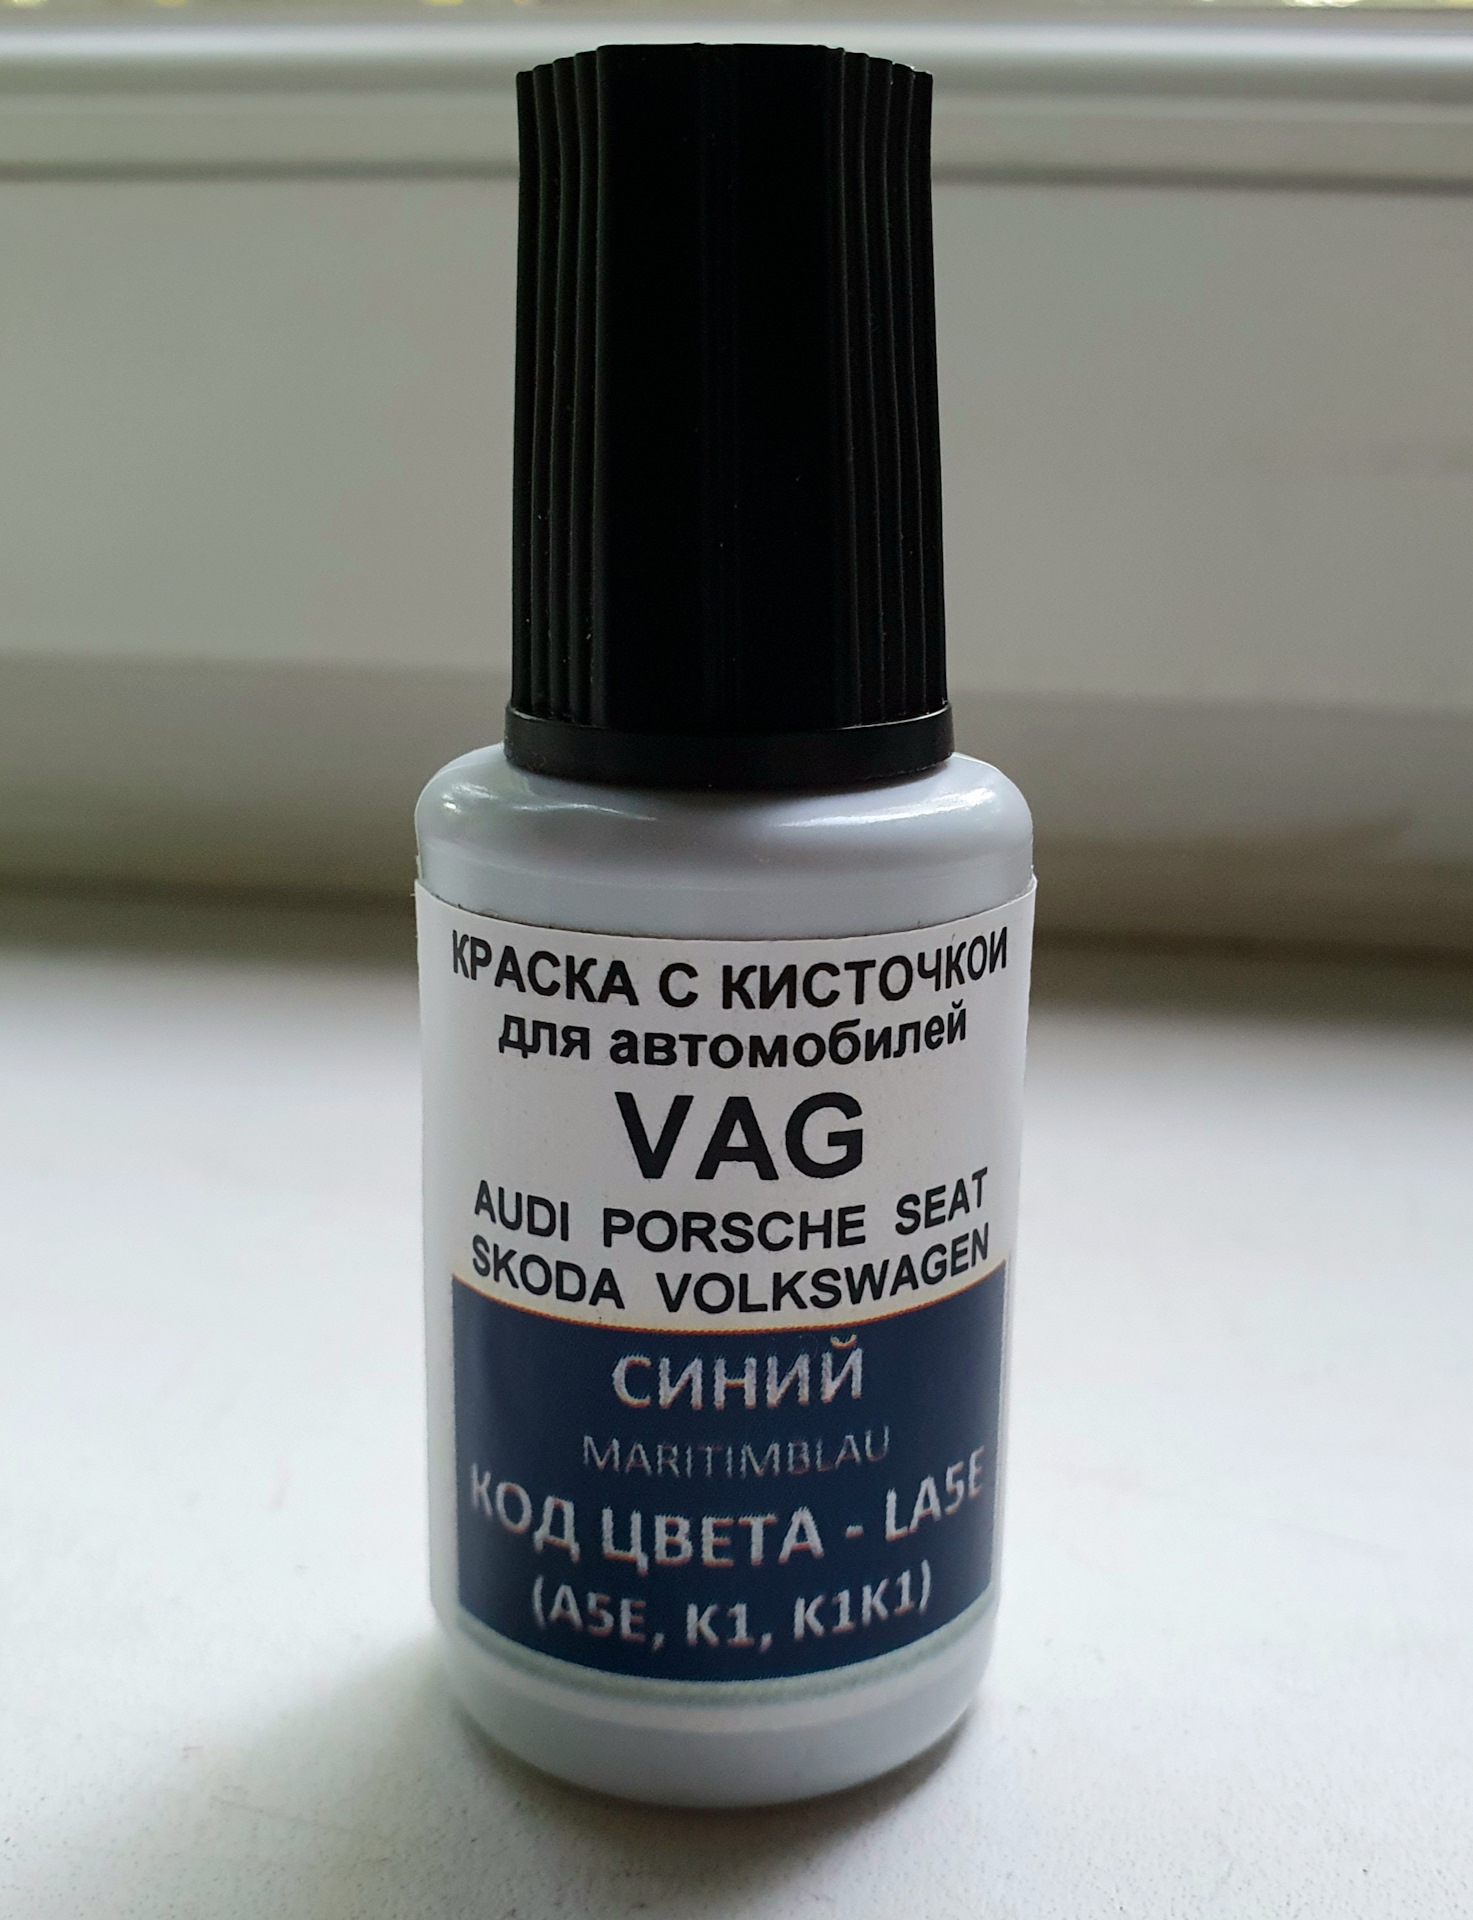 КРАСКА С КИСТОЧКОЙ
для автомобилей
VAG
AUDI PORSCHE SEAT
SKODA VOLKSWAGEN
СИНИЙ
MARITIMBLAU
КОД ЦВЕТА - LA5E
(A5E, K1, K1K1)